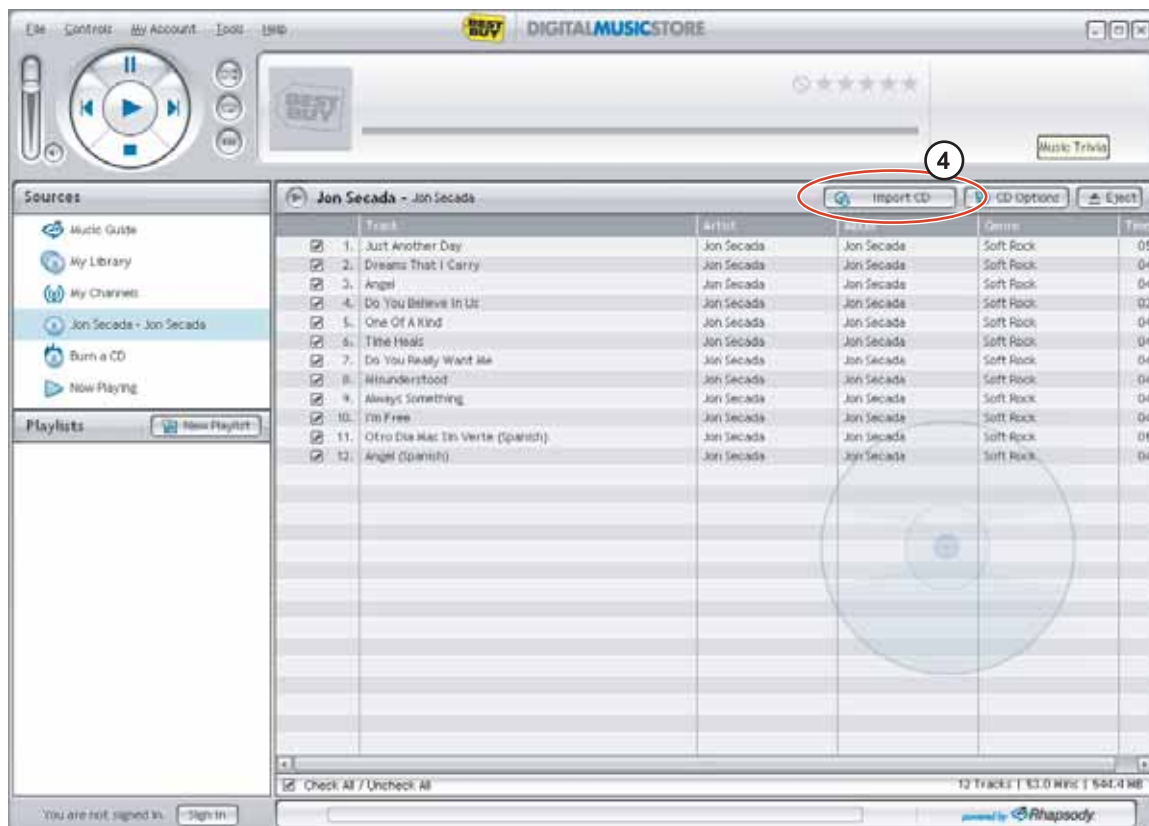 File Controls My Account Tools Help
BEST BUY DIGITALMUSICSTORE
BEST BUY
Music Trivia
4
Sources
Jon Secada - Jon Secada
Import CD
CD Options
Eject
Music Guide
My Library
My Channels
Jon Secada - Jon Secada
Burn a CD
Now Playing
Playlists
New Playlist
Track Artist Album Genre
1. Just Another Day Jon Secada Jon Secada Soft Rock
2. Dreams That I Carry Jon Secada Jon Secada Soft Rock
3. Angel Jon Secada Jon Secada Soft Rock
4. Do You Believe In Us Jon Secada Jon Secada Soft Rock
5. One Of A Kind Jon Secada Jon Secada Soft Rock
6. Time Heals Jon Secada Jon Secada Soft Rock
7. Do You Really Want Me Jon Secada Jon Secada Soft Rock
8. Misunderstood Jon Secada Jon Secada Soft Rock
9. Always Something Jon Secada Jon Secada Soft Rock
10. I'm Free Jon Secada Jon Secada Soft Rock
11. Otro Dia Mas Sin Verte (Spanish) Jon Secada Jon Secada Soft Rock
12. Angel (Spanish) Jon Secada Jon Secada Soft Rock
Check All / Uncheck All
12 Tracks | 53.0 Mins | 544.4 MB
You are not signed in. Sign In
powered by Rhapsody